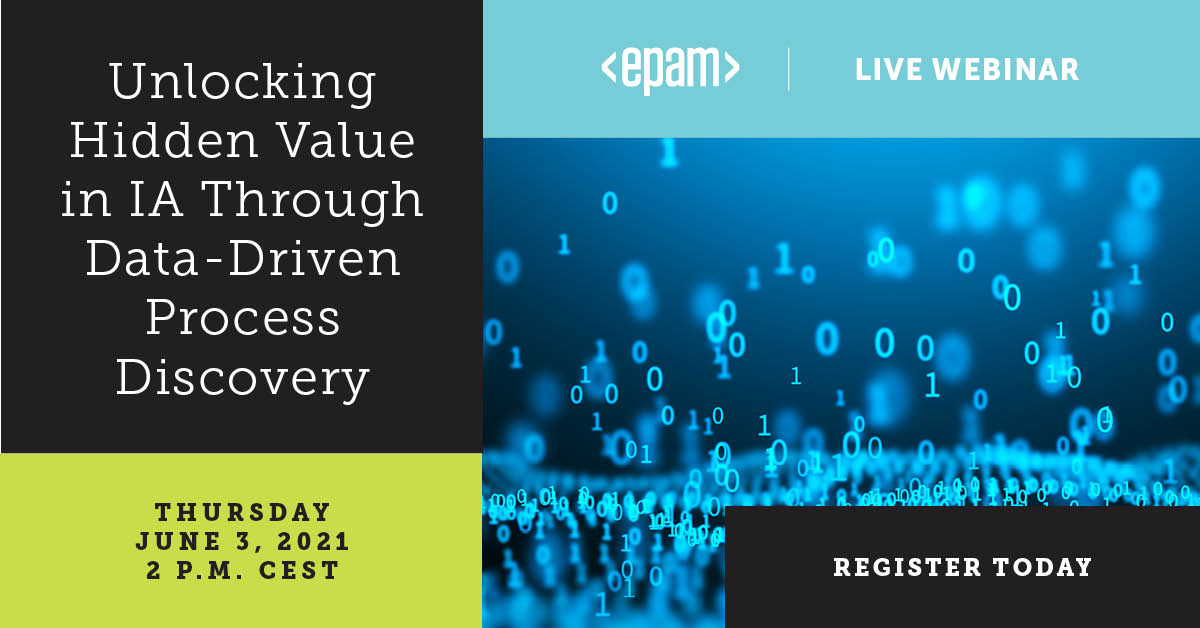 Unlocking
Hidden Value
in IA Through
Data-Driven
Process
Discovery
THURSDAY
JUNE 3, 2021
2 P.M. CEST
<epam> | LIVE WEBINAR
REGISTER TODAY